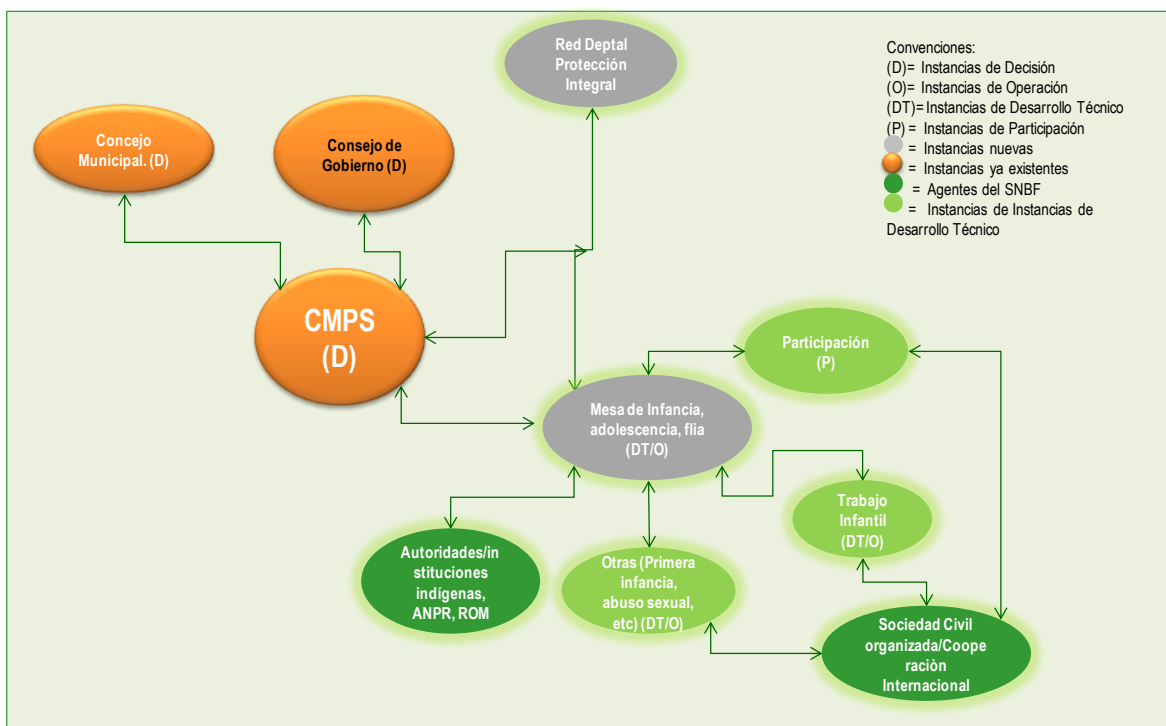 Red Deptal
Protección
Integral
Convenciones:
(D)= Instancias de Decisión
(O)= Instancias de Operación
(DT)= Instancias de Desarrollo Técnico
(P) = Instancias de Participación
= Instancias nuevas
= Instancias ya existentes
= Agentes del SNBF
= Instancias de Instancias de
Desarrollo Técnico
Concejo
Municipal. (D)
Consejo de
Gobierno (D)
CMPS
(D)
Participación
(P)
Mesa de Infancia,
adolescencia, flia
(DT/O)
Trabajo
Infantil
(DT/O)
Autoridades/in
stituciones
indígenas,
ANPR, ROM
Otras (Primera
infancia,
abuso sexual,
etc) (DT/O)
Sociedad Civil
organizada/Coope
raciòn
Internacional